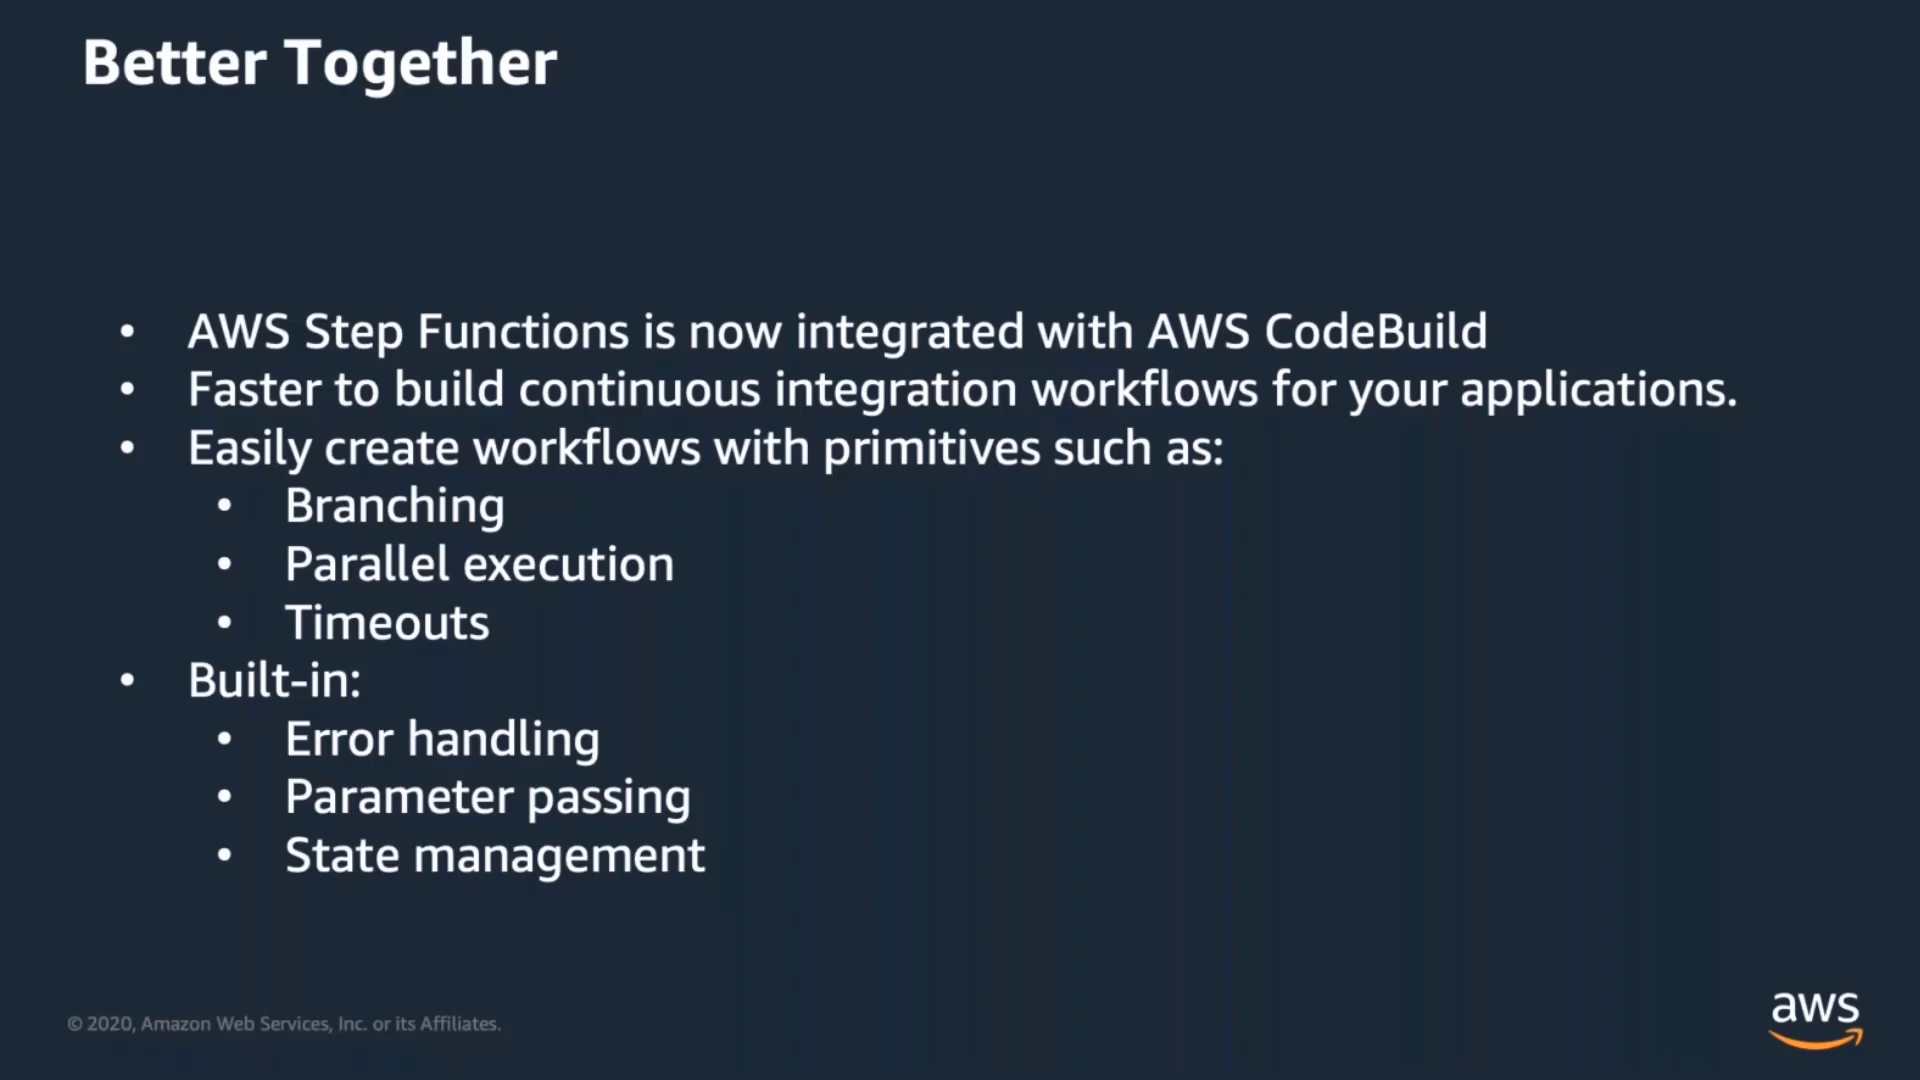 Better Together
• AWS Step Functions is now integrated with AWS CodeBuild
• Faster to build continuous integration workflows for your applications.
• Easily create workflows with primitives such as:
• Branching
• Parallel execution
• Timeouts
• Built-in:
• Error handling
• Parameter passing
• State management
© 2020, Amazon Web Services, Inc. or its Affiliates.
aws